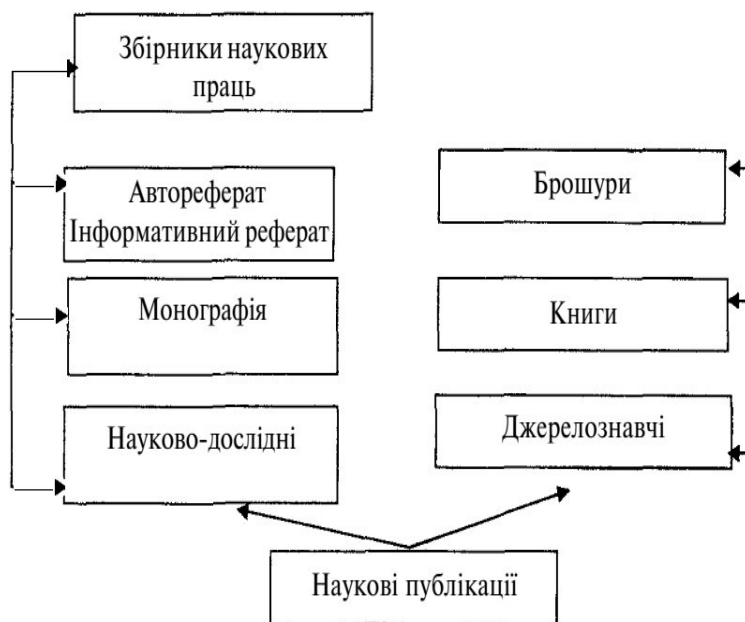 Збірники наукових
праць
Автореферат
Інформативний реферат
Монографія
Науково-дослідні
Брошури
Книги
Джерелознавчі
Наукові публікації